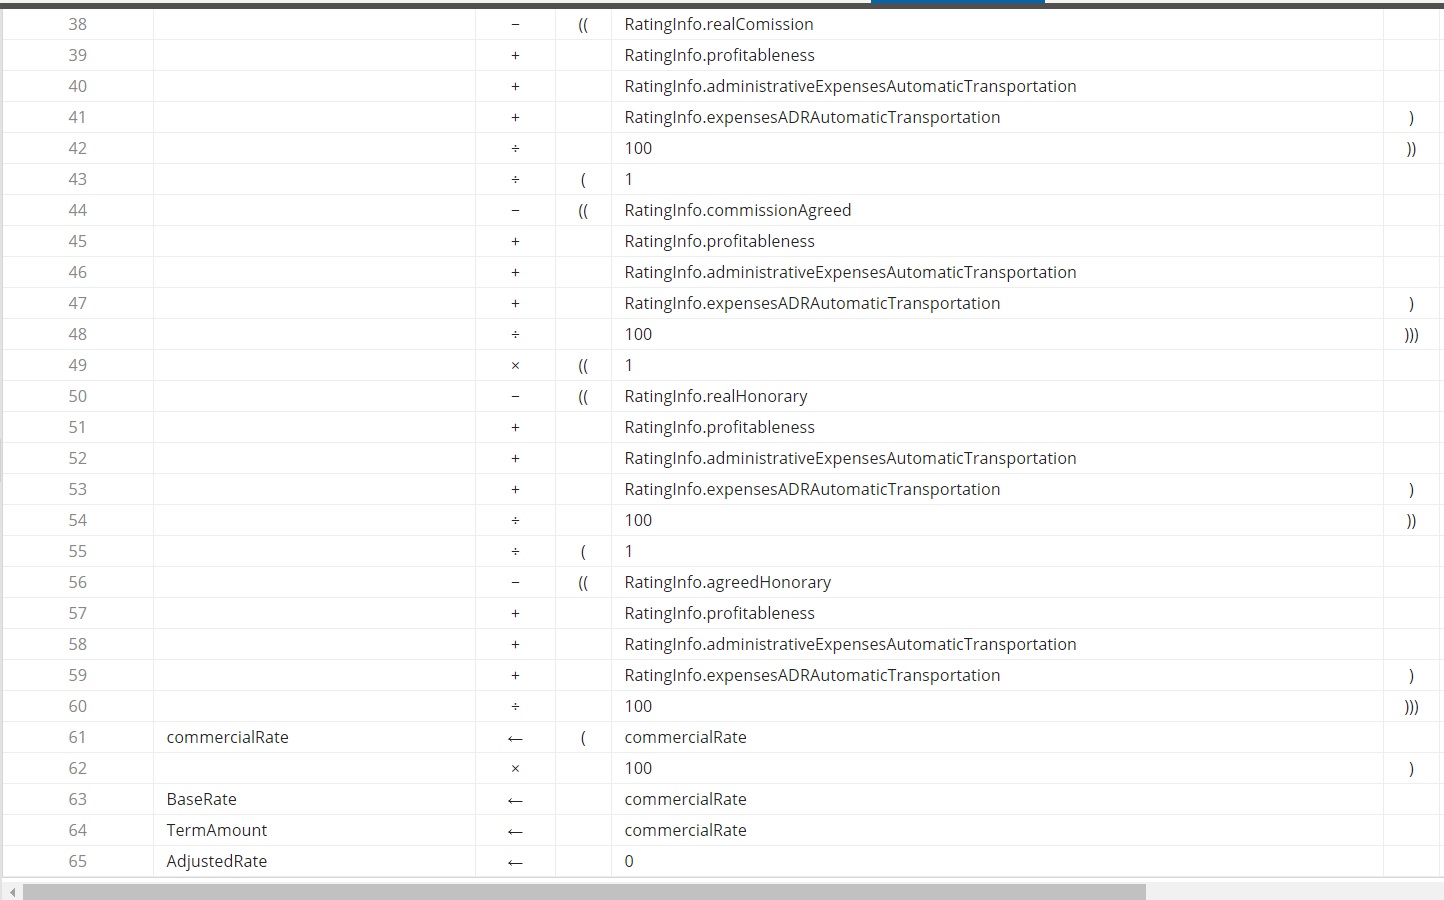 38 − (( RatingInfo.realComission
39 + RatingInfo.profitableness
40 + RatingInfo.administrativeExpensesAutomaticTransportation
41 + RatingInfo.expensesADRAutomaticTransportation )
42 ÷ 100 ))
43 ÷ ( 1
44 − (( RatingInfo.commissionAgreed
45 + RatingInfo.profitableness
46 + RatingInfo.administrativeExpensesAutomaticTransportation
47 + RatingInfo.expensesADRAutomaticTransportation )
48 ÷ 100 )))
49 × (( 1
50 − (( RatingInfo.realHonorary
51 + RatingInfo.profitableness
52 + RatingInfo.administrativeExpensesAutomaticTransportation
53 + RatingInfo.expensesADRAutomaticTransportation )
54 ÷ 100 ))
55 ÷ ( 1
56 − (( RatingInfo.agreedHonorary
57 + RatingInfo.profitableness
58 + RatingInfo.administrativeExpensesAutomaticTransportation
59 + RatingInfo.expensesADRAutomaticTransportation )
60 ÷ 100 )))
61 commercialRate ← ( commercialRate
62 × 100 )
63 BaseRate ← commercialRate
64 TermAmount ← commercialRate
65 AdjustedRate ← 0